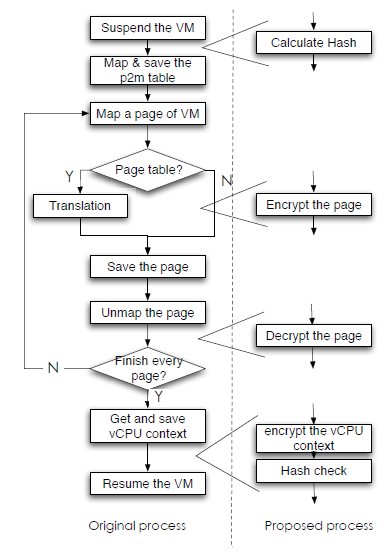 Suspend the VM
Calculate Hash
Map & save the
p2m table
Map a page of VM
Page table?
Y
N
Translation
Encrypt the page
Save the page
Unmap the page
Decrypt the page
Finish every
page?
N
Y
Get and save
vCPU context
encrypt the vCPU
context
Hash check
Resume the VM
Original process
Proposed process